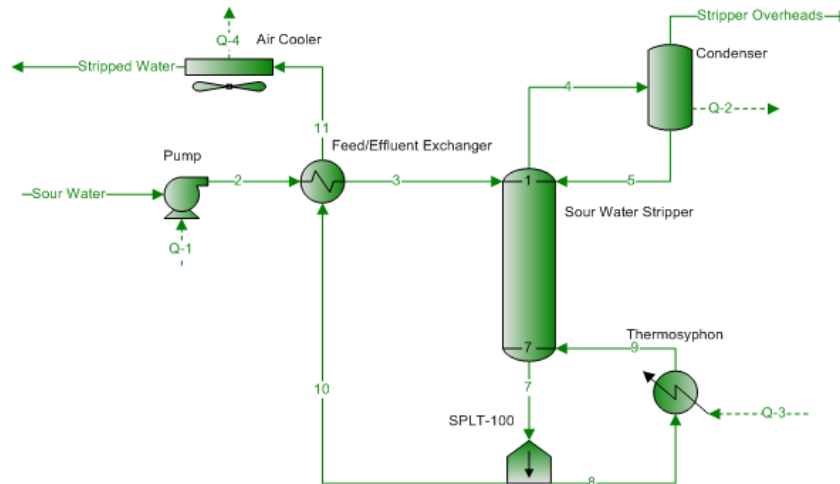 Stripper Overheads
Q-4
Air Cooler
Stripped Water
Condenser
4
Q-2
11
Feed/Effluent Exchanger
Pump
Sour Water
2
3
1
5
Sour Water Stripper
Q-1
Thermosyphon
7
9
10
7
Q-3
SPLT-100
8